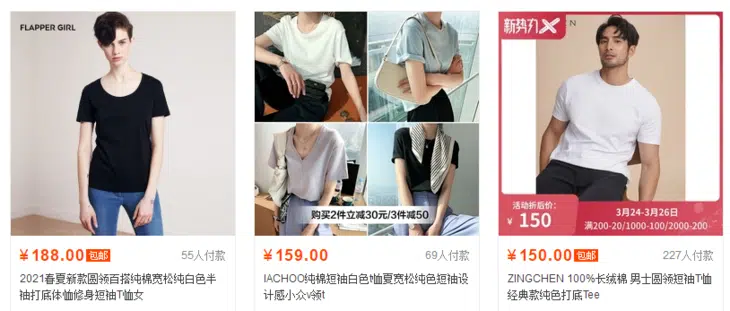 FLAPPER GIRL
购买2件立减30元/3件减50
新势力
活动折后价:
¥ 150
3月24-3月26日
满200-20/1000-100/2000-200
¥188.00 包邮
55人付款
2021春夏新款圆领百搭纯棉宽松纯白色半
袖打底体恤修身短袖T恤女
¥159.00
69人付款
IACHOO纯棉短袖白色t恤夏宽松纯色短袖设
计感小众v领t
¥150.00 包邮
227人付款
ZINGCHEN 100%长绒棉 男士圆领短袖T恤
经典款纯色打底Tee